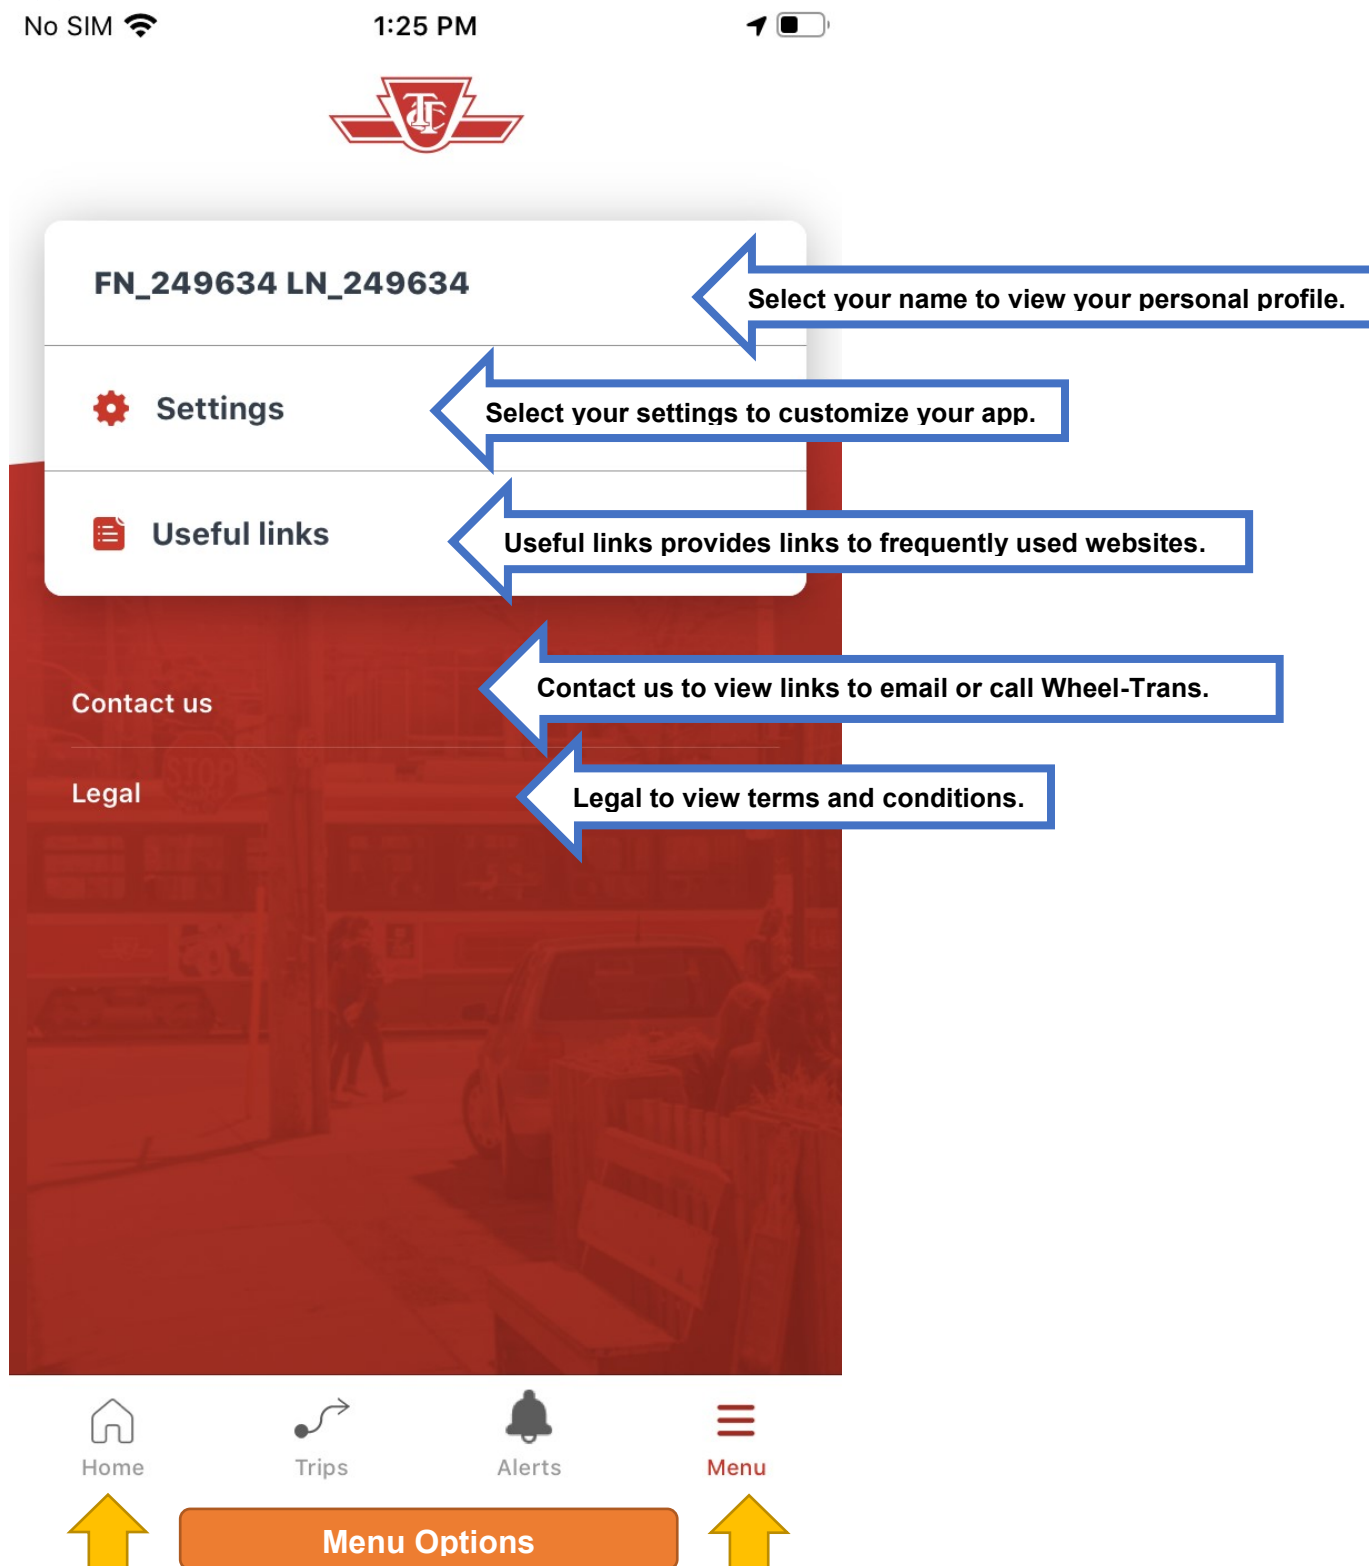 No SIM 1:25 PM
TTC
FN_249634 LN_249634
Select your name to view your personal profile.
Settings
Select your settings to customize your app.
Useful links
Useful links provides links to frequently used websites.
Contact us
Contact us to view links to email or call Wheel-Trans.
STOP
Legal
Legal to view terms and conditions.
Home Trips Alerts Menu
Menu Options